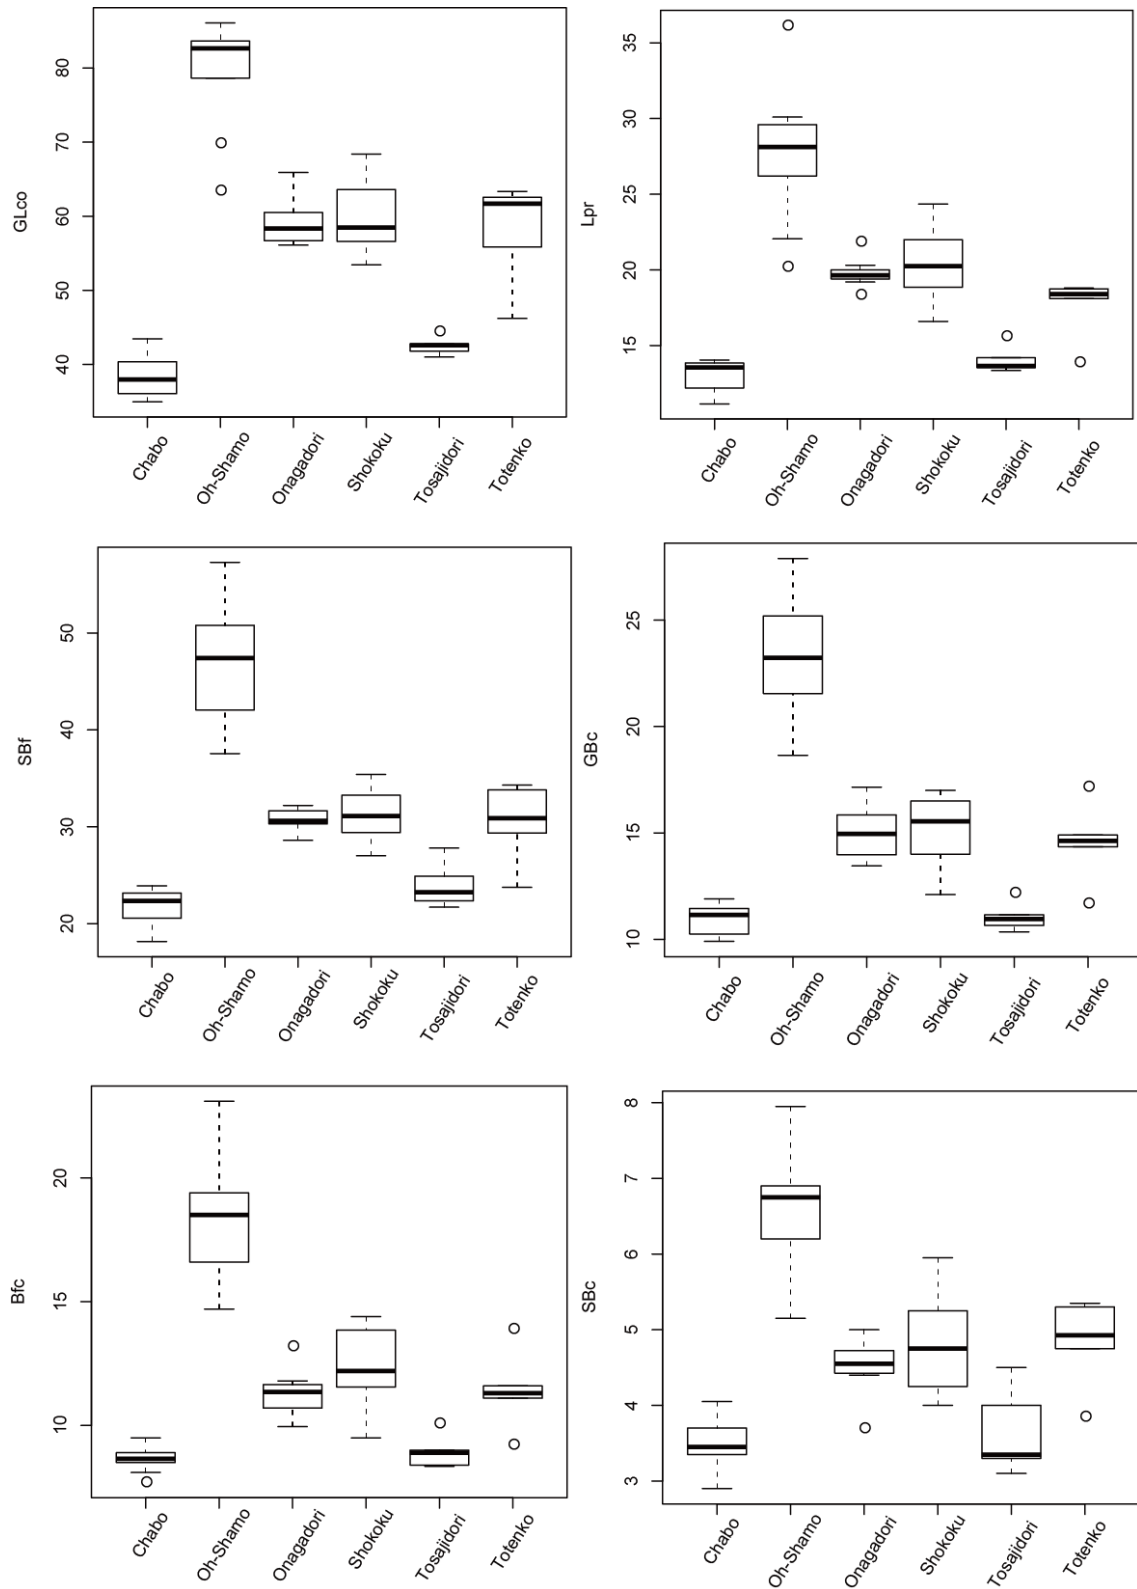 GLco
80
70
60
50
40
Chabo
Oh-Shamo
Onagadori
Shokoku
Tosajidori
Totenko
Lpr
35
30
25
20
15
Chabo
Oh-Shamo
Onagadori
Shokoku
Tosajidori
Totenko
SBf
50
40
30
20
Chabo
Oh-Shamo
Onagadori
Shokoku
Tosajidori
Totenko
GBc
25
20
15
10
Chabo
Oh-Shamo
Onagadori
Shokoku
Tosajidori
Totenko
Bfc
20
15
10
Chabo
Oh-Shamo
Onagadori
Shokoku
Tosajidori
Totenko
SBc
8
7
6
5
4
3
Chabo
Oh-Shamo
Onagadori
Shokoku
Tosajidori
Totenko